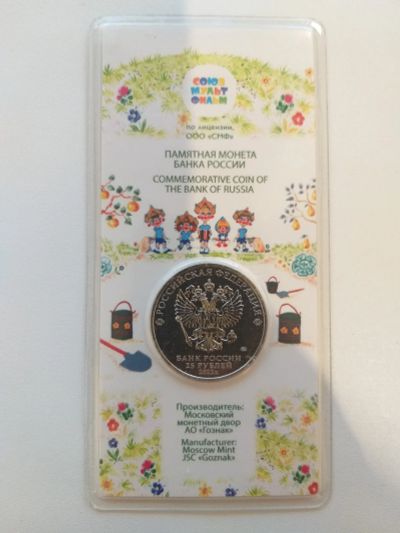 СОЮЗ
МУЛЬТ
ФИЛЬМ
по лицензии,
ООО «СМФ»
ПАМЯТНАЯ МОНЕТА
БАНКА РОССИИ
COMMEMORATIVE COIN OF
THE BANK OF RUSSIA
РОССИЙСКАЯ ФЕДЕРАЦИЯ
БАНК РОССИИ
25 РУБЛЕЙ
Производитель:
Московский
монетный двор
АО «Гознак»
Manufacturer:
Moscow Mint
JSC «Goznak»